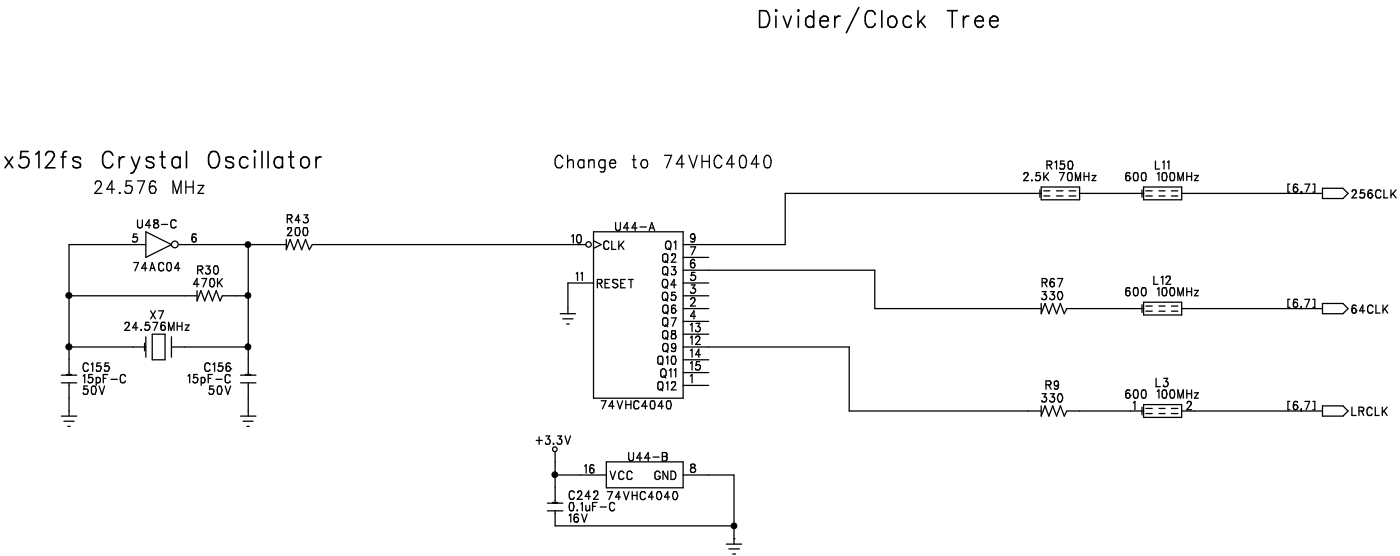 Divider/Clock Tree
x512fs Crystal Oscillator
24.576 MHz
Change to 74VHC4040
U48-C
5
6
74AC04
R43
200
R30
470K
X7
24.576MHz
C155
15pF-C
50V
C156
15pF-C
50V
U44-A
10
CLK
11
RESET
Q1
9
Q2
7
Q3
6
Q4
5
Q5
3
Q6
2
Q7
4
Q8
13
Q9
12
Q10
14
Q11
15
Q12
1
74VHC4040
R150
2.5K 70MHz
L11
600 100MHz
[6,7]
256CLK
R67
330
L12
600 100MHz
[6,7]
64CLK
R9
330
L3
600 100MHz
1
2
[6,7]
LRCLK
+3.3V
U44-B
16
VCC
GND
8
C242
74VHC4040
0.1uF-C
16V